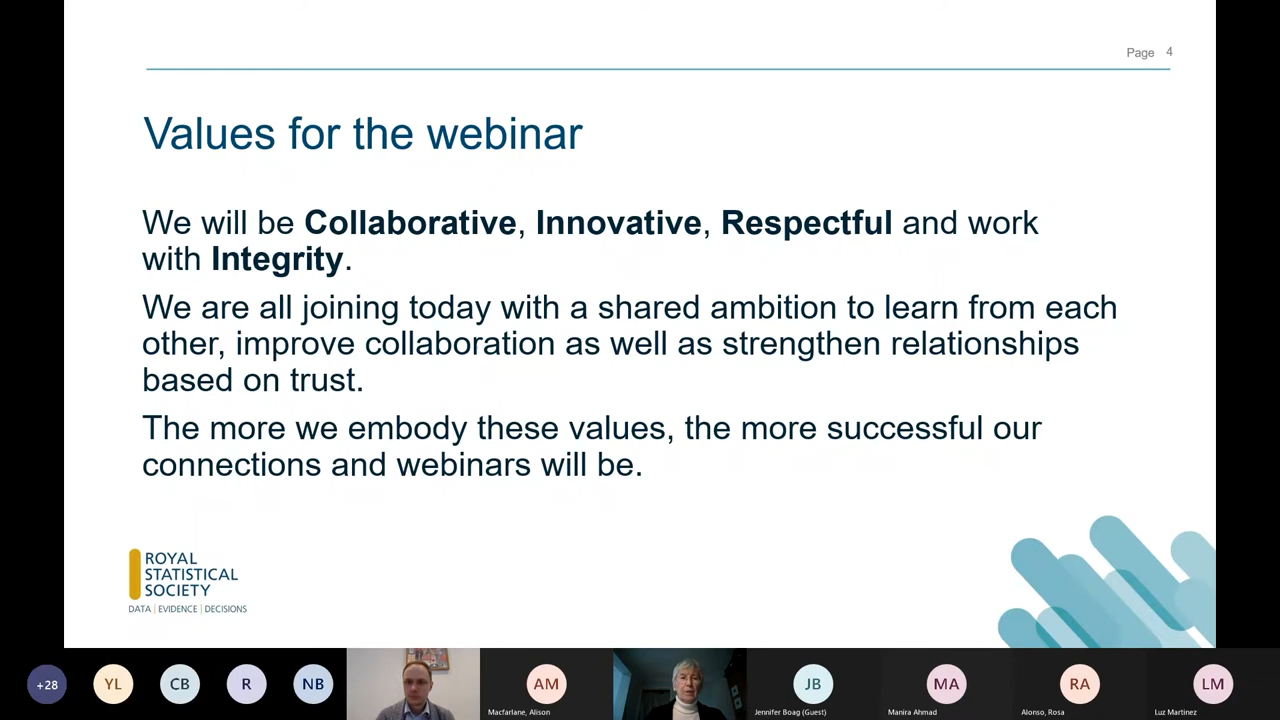 Page 4
Values for the webinar
We will be Collaborative, Innovative, Respectful and work
with Integrity.
We are all joining today with a shared ambition to learn from each
other, improve collaboration as well as strengthen relationships
based on trust.
The more we embody these values, the more successful our
connections and webinars will be.
ROYAL
STATISTICAL
SOCIETY
DATA | EVIDENCE | DECISIONS
+28
YL
CB
R
NB
AM
JB
MA
RA
LM
Macfarlane, Alison
Jennifer Boag (Guest)
Manira Ahmad
Alonso, Rosa
Luz Martinez